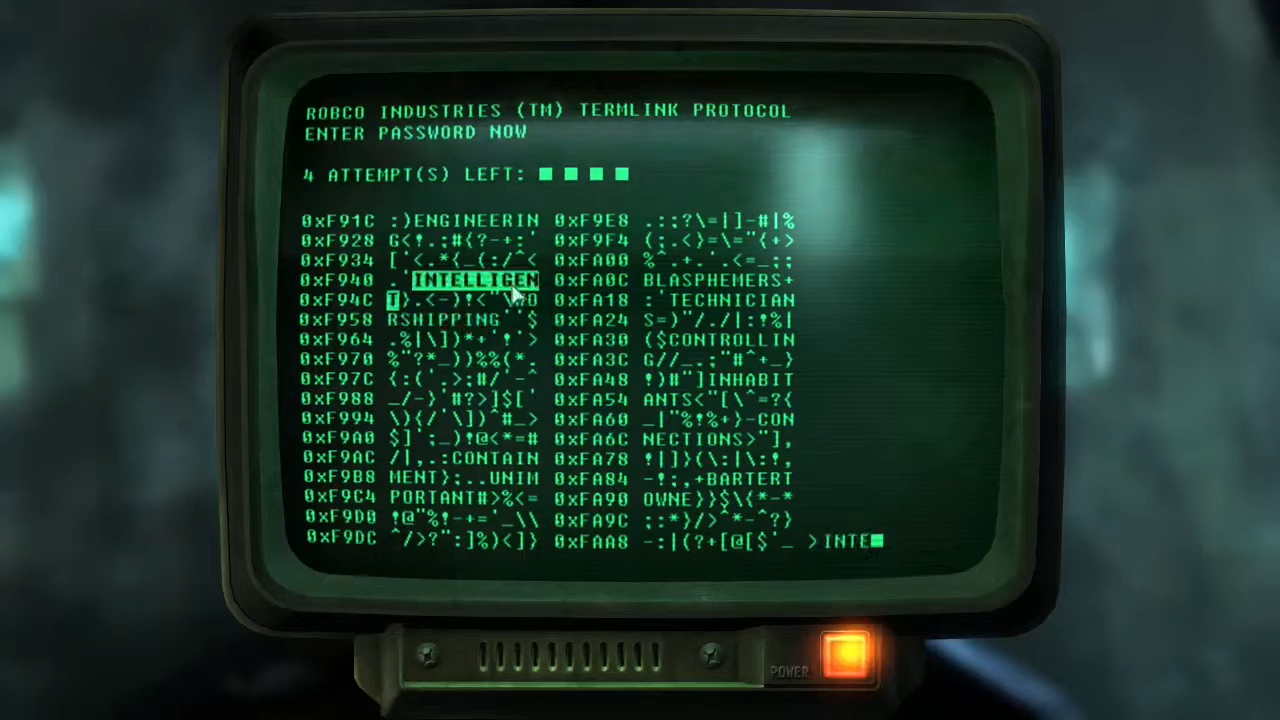 ROBCO INDUSTRIES (TM) TERMLINK PROTOCOL
ENTER PASSWORD NOW
4 ATTEMPT(S) LEFT: ■ ■ ■ ■
0xF91C :)ENGINEERIN 0xF9E8 .::?\=|]-#|%
0xF928 G<!.;#{?-+:' 0xF9F4 (;.<}=\="{+>
0xF934 ['<.*{_(:/^< 0xFA00 %^.+.'.<=_;;
0xF940 .'INTELLIGEN 0xFA0C BLASPHEMERS+
0xF94C T}.<-)!<"\WO 0xFA18 :'TECHNICIAN
0xF958 RSHIPPING''$ 0xFA24 S=)"/./|:!%|
0xF964 .%|\])*+'!'> 0xFA30 ($CONTROLLIN
0xF970 %"?*_))%%(*. 0xFA3C G//_.;"#^+_}
0xF97C {:('.>;#/'-^ 0xFA48 !)#"]INHABIT
0xF988 _/-}'#?>]$[' 0xFA54 ANTS<"[\^=?{
0xF994 \){/'\])^#_> 0xFA60 _|"%!%+}-CON
0xF9A0 $]';_)!@<*=# 0xFA6C NECTIONS>"],
0xF9AC /|,.:CONTAIN 0xFA78 !|]}(\:|\:!,
0xF9B8 MENT};..UNIM 0xFA84 -!;,+BARTERT
0xF9C4 PORTANT#>%<= 0xFA90 OWNE}}$\{*-*
0xF9D0 !@"%!-+='_\\ 0xFA9C ;:*}/>^*-^?}
0xF9DC ^/>?":]%)<]} 0xFAA8 -:|(?+[@[$'_ >INTE■
POWER